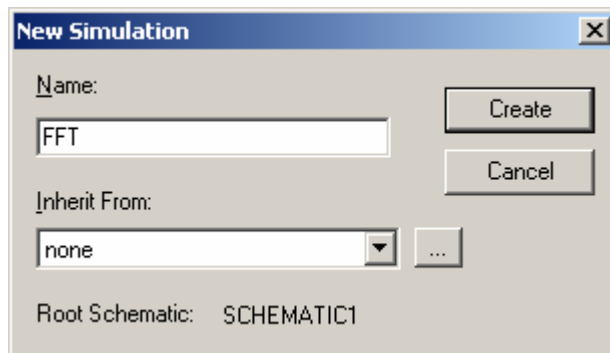 New Simulation
Name:
Create
FFT
Cancel
Inherit From:
none
...
Root Schematic: SCHEMATIC1